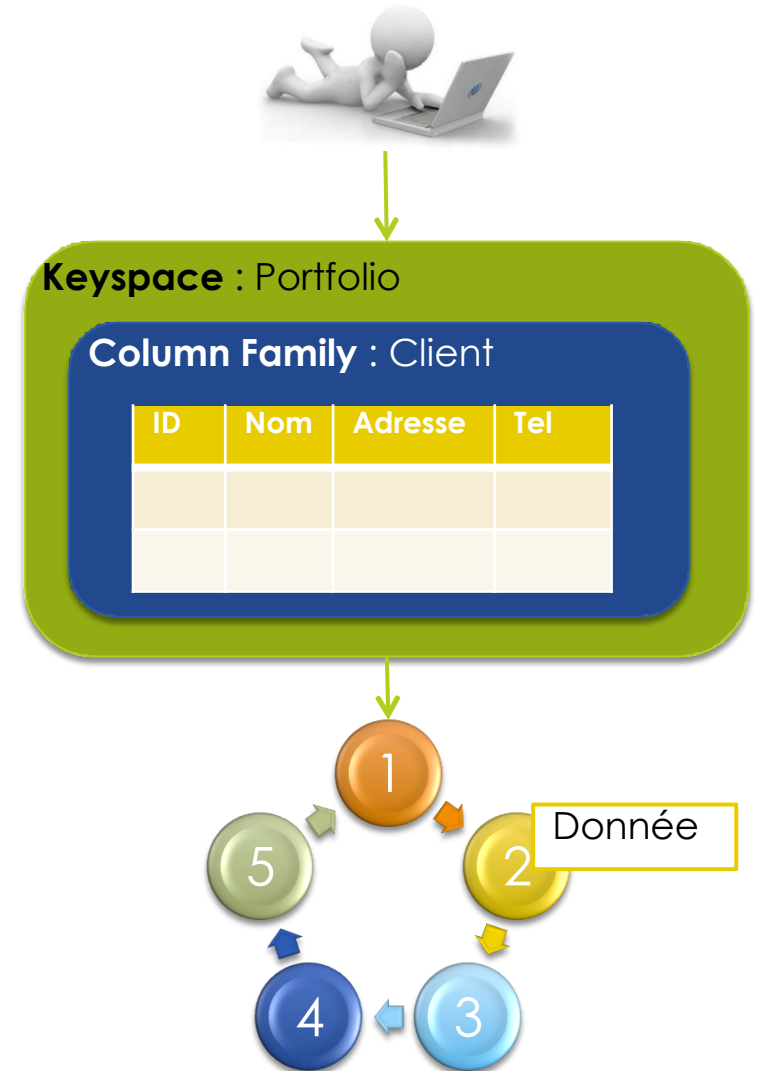 Keyspace : Portfolio
Column Family : Client
ID Nom Adresse Tel
1
Donnée
5 2
4 3